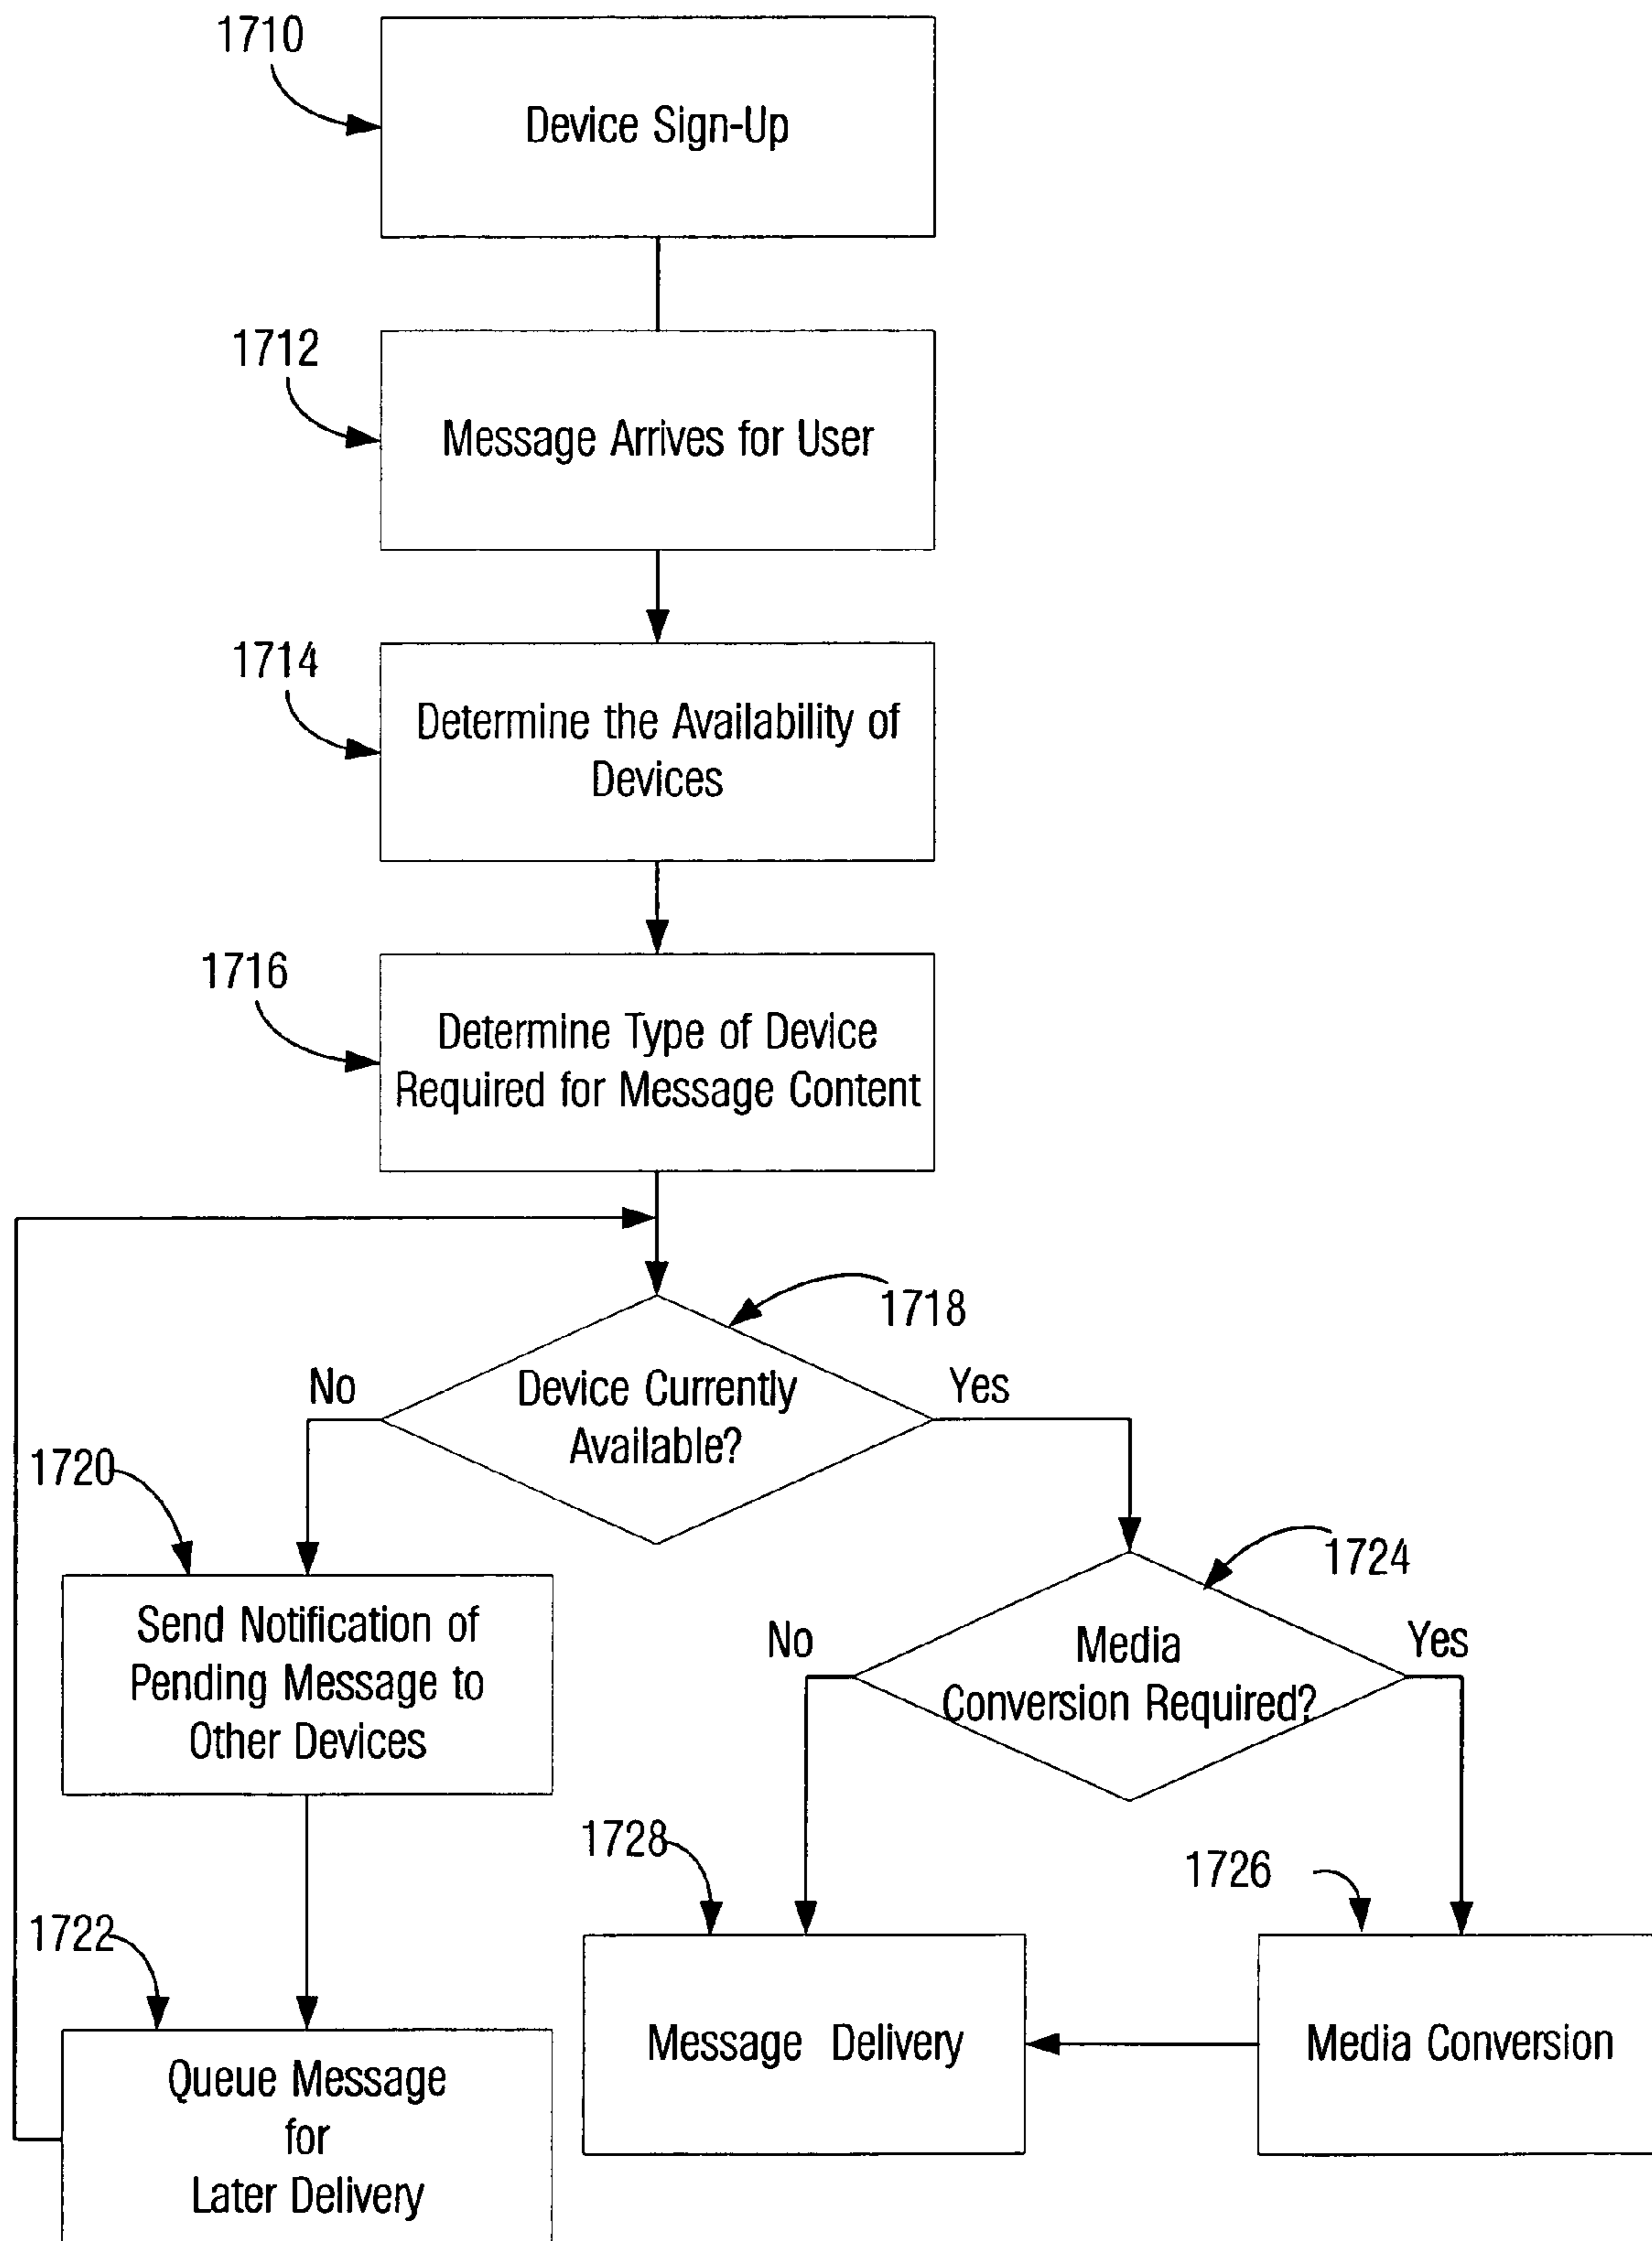 1710
Device Sign-Up
1712
Message Arrives for User
1714
Determine the Availability of
Devices
1716
Determine Type of Device
Required for Message Content
1718
No
Device Currently
Available?
Yes
1720
Send Notification of
Pending Message to
Other Devices
1724
No
Media
Conversion Required?
Yes
1722
Queue Message
for
Later Delivery
1728
Message Delivery
1726
Media Conversion